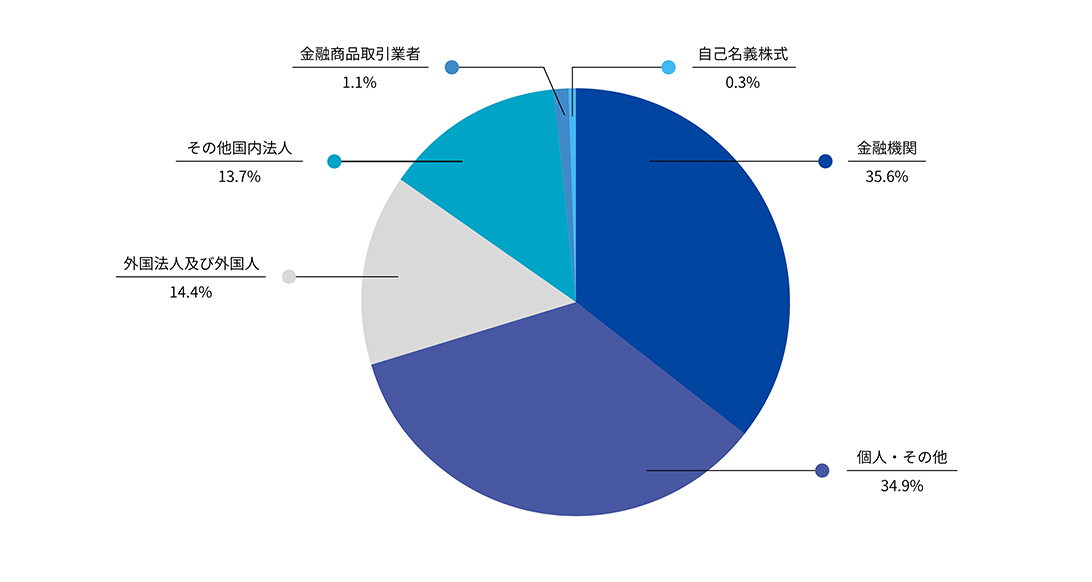 金融商品取引業者
1.1%
自己名義株式
0.3%
その他国内法人
13.7%
金融機関
35.6%
外国法人及び外国人
14.4%
個人・その他
34.9%